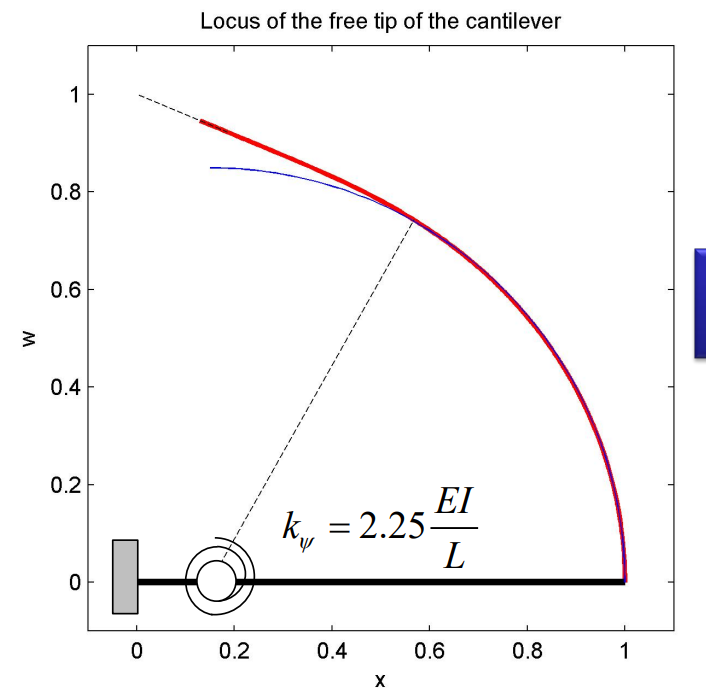 Locus of the free tip of the cantilever
1
0.8
0.6
w
0.4
0.2
k_ψ = 2.25 EI/L
0
0 0.2 0.4 0.6 0.8 1
x